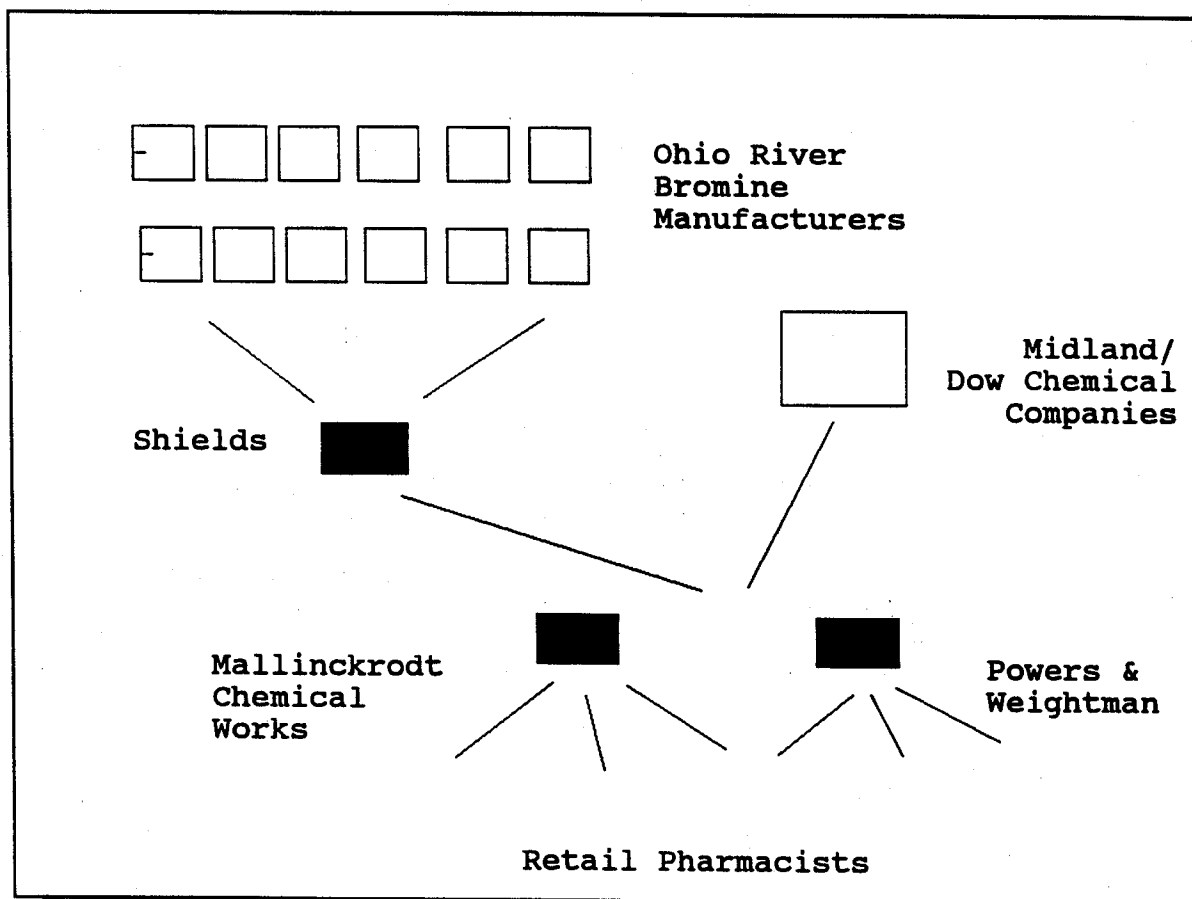 Ohio River
Bromine
Manufacturers
Midland/
Dow Chemical
Companies
Shields
Mallinckrodt
Chemical
Works
Powers &
Weightman
Retail Pharmacists